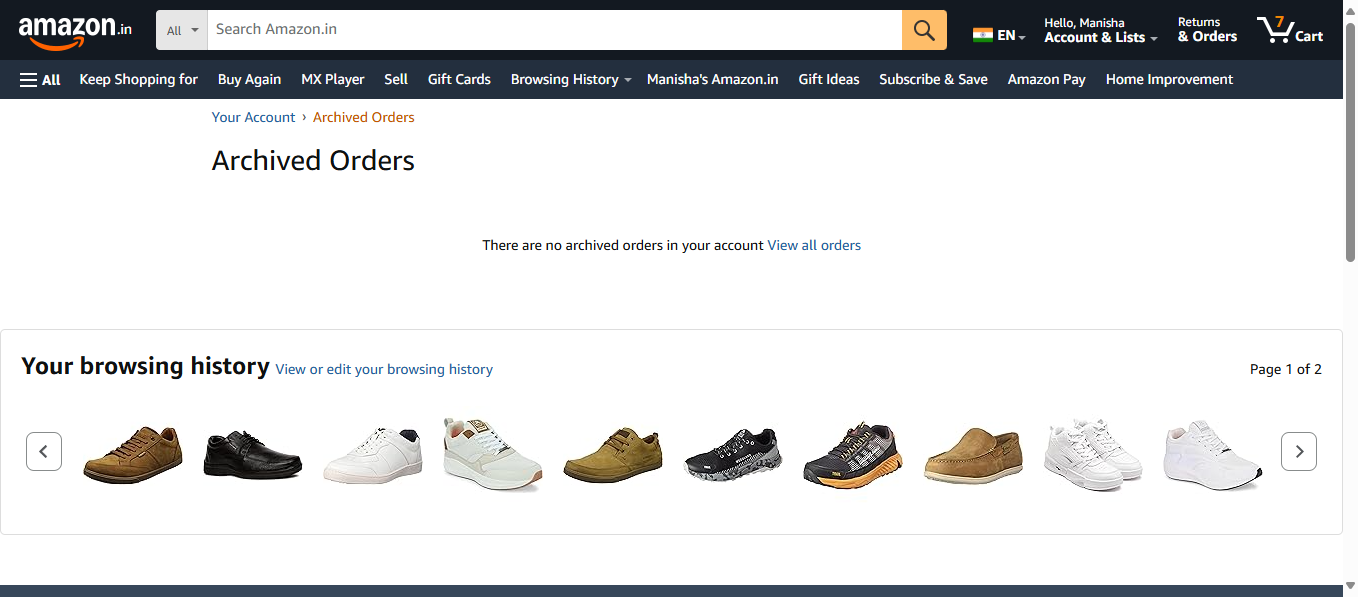 amazon.in
All
Search Amazon.in
EN
Hello, Manisha
Account & Lists
Returns
& Orders
7
Cart
All Keep Shopping for Buy Again MX Player Sell Gift Cards Browsing History Manisha's Amazon.in Gift Ideas Subscribe & Save Amazon Pay Home Improvement
Your Account › Archived Orders
Archived Orders
There are no archived orders in your account View all orders
Your browsing history View or edit your browsing history
Page 1 of 2